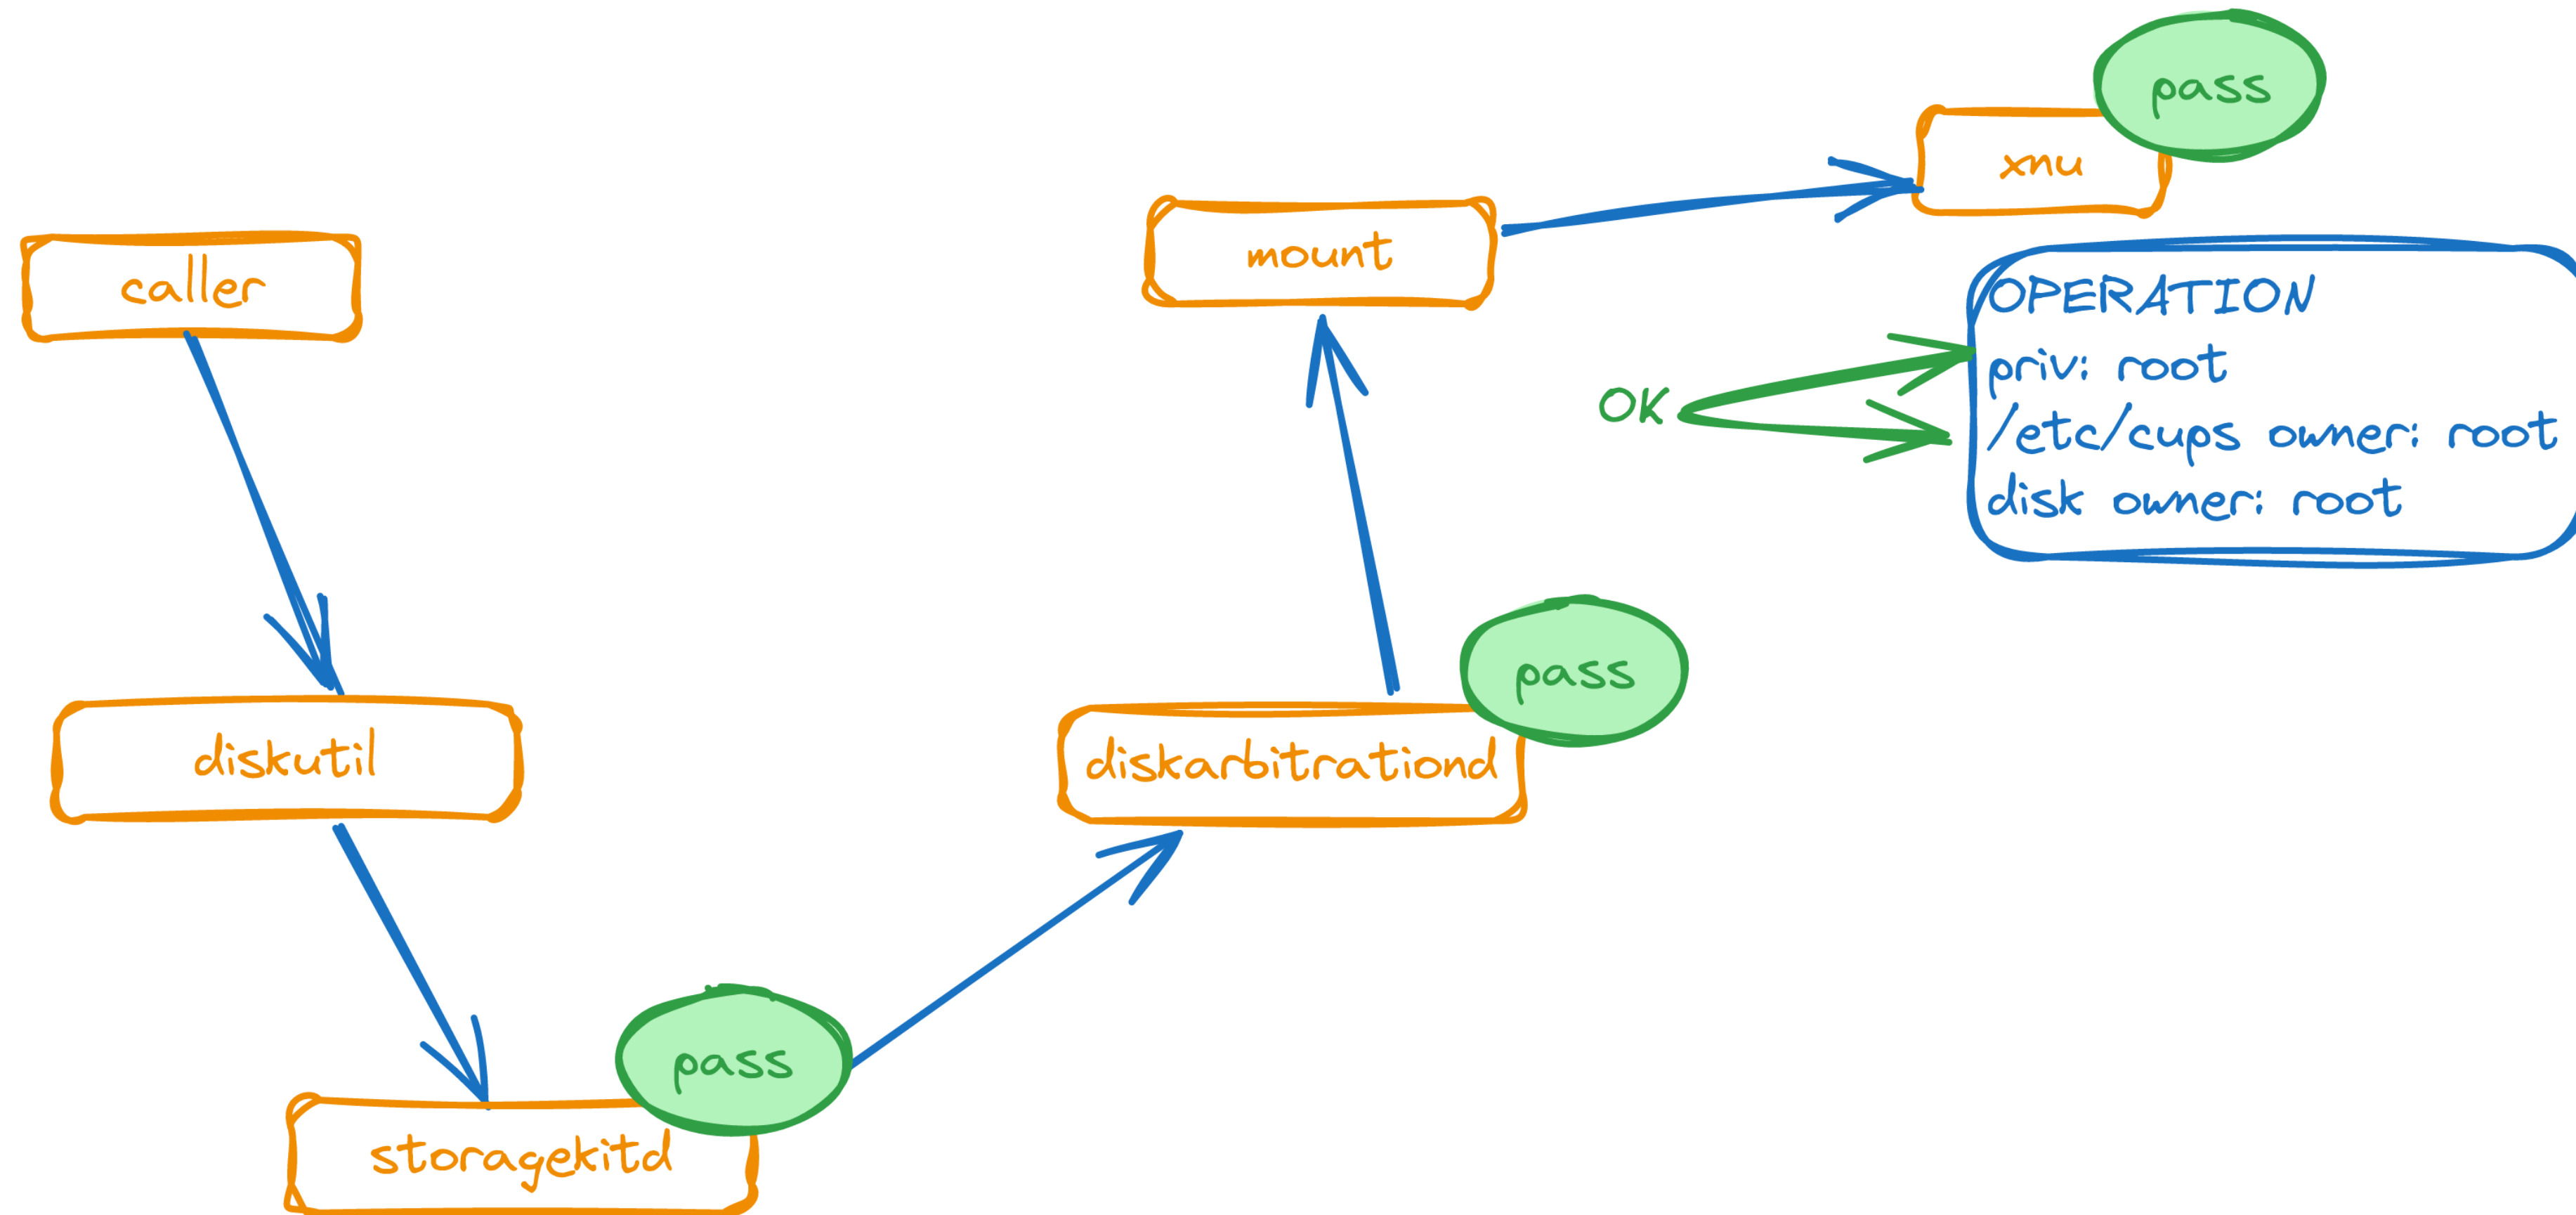 pass
xnu
mount
caller
OPERATION
priv: root
OK
/etc/cups owner: root
disk owner: root
pass
diskutil
diskarbitrationd
pass
storagekitd